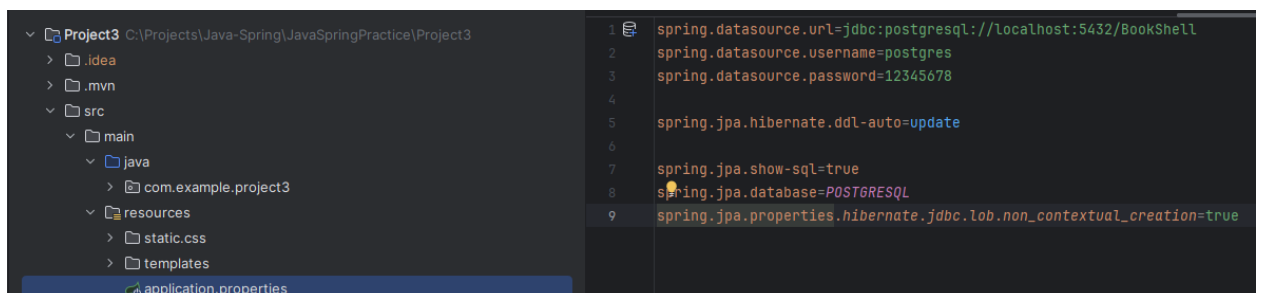 Project3 C:\Projects\Java-Spring\JavaSpringPractice\Project3
.idea
.mvn
src
main
java
com.example.project3
resources
static.css
templates
application.properties
1 spring.datasource.url=jdbc:postgresql://localhost:5432/BookShell
2 spring.datasource.username=postgres
3 spring.datasource.password=12345678
4
5 spring.jpa.hibernate.ddl-auto=update
6
7 spring.jpa.show-sql=true
8 spring.jpa.database=POSTGRESQL
9 spring.jpa.properties.hibernate.jdbc.lob.non_contextual_creation=true